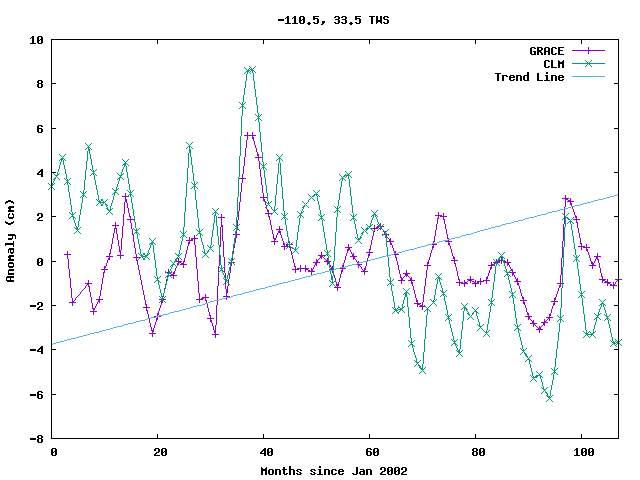 -110.5, 33.5 TWS
GRACE
CLM
Trend Line
10
8
6
4
2
0
-2
-4
-6
-8
Anomaly (cm)
0 20 40 60 80 100
Months since Jan 2002